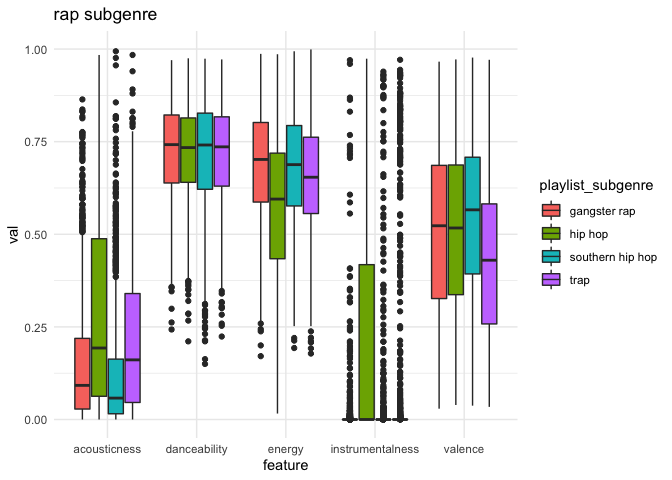 rap subgenre
1.00
0.75
0.50
0.25
0.00
val
acousticness danceability energy instrumentalness valence
feature
playlist_subgenre
gangster rap
hip hop
southern hip hop
trap